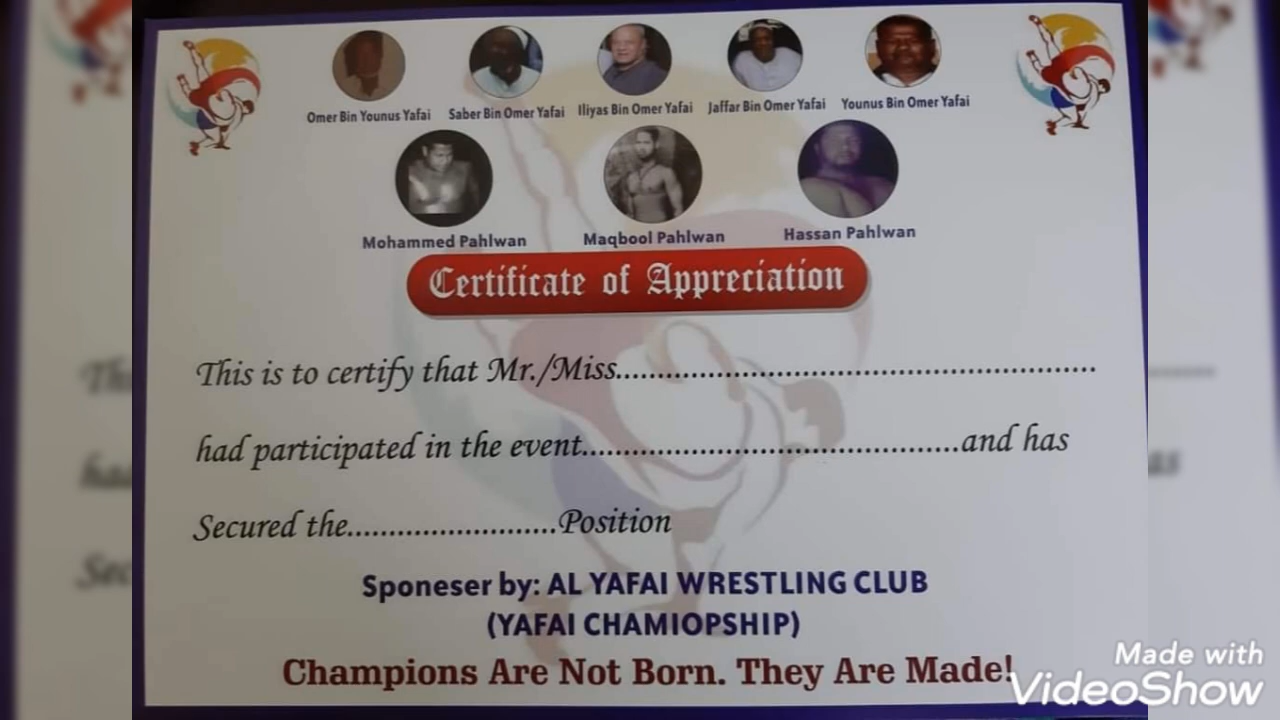 Omer Bin Younus Yafai Saber Bin Omer Yafai Iliyas Bin Omer Yafai Jaffar Bin Omer Yafai Younus Bin Omer Yafai
Mohammed Pahlwan Maqbool Pahlwan Hassan Pahlwan
Certificate of Appreciation
This is to certify that Mr./Miss..........................................................
had participated in the event..............................................and has
Secured the.........................Position
Sponeser by: AL YAFAI WRESTLING CLUB
(YAFAI CHAMIOPSHIP)
Champions Are Not Born. They Are Made!
Made with
VideoShow